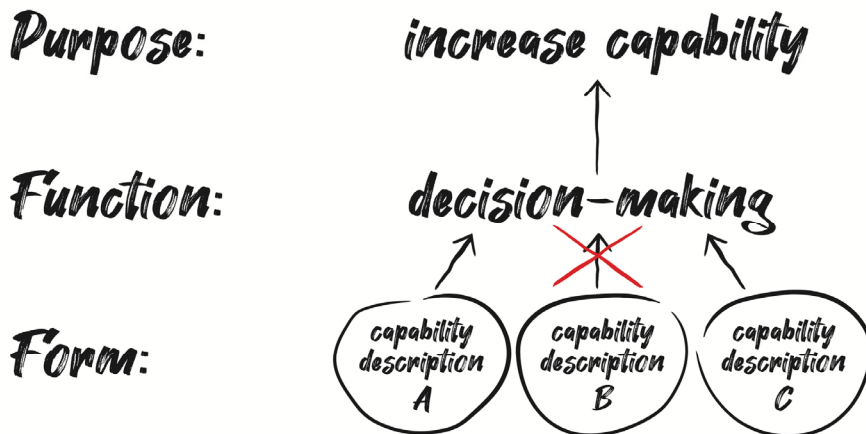 Purpose: increase capability
Function: decision-making
Form:
capability
description
A
capability
description
B
capability
description
C